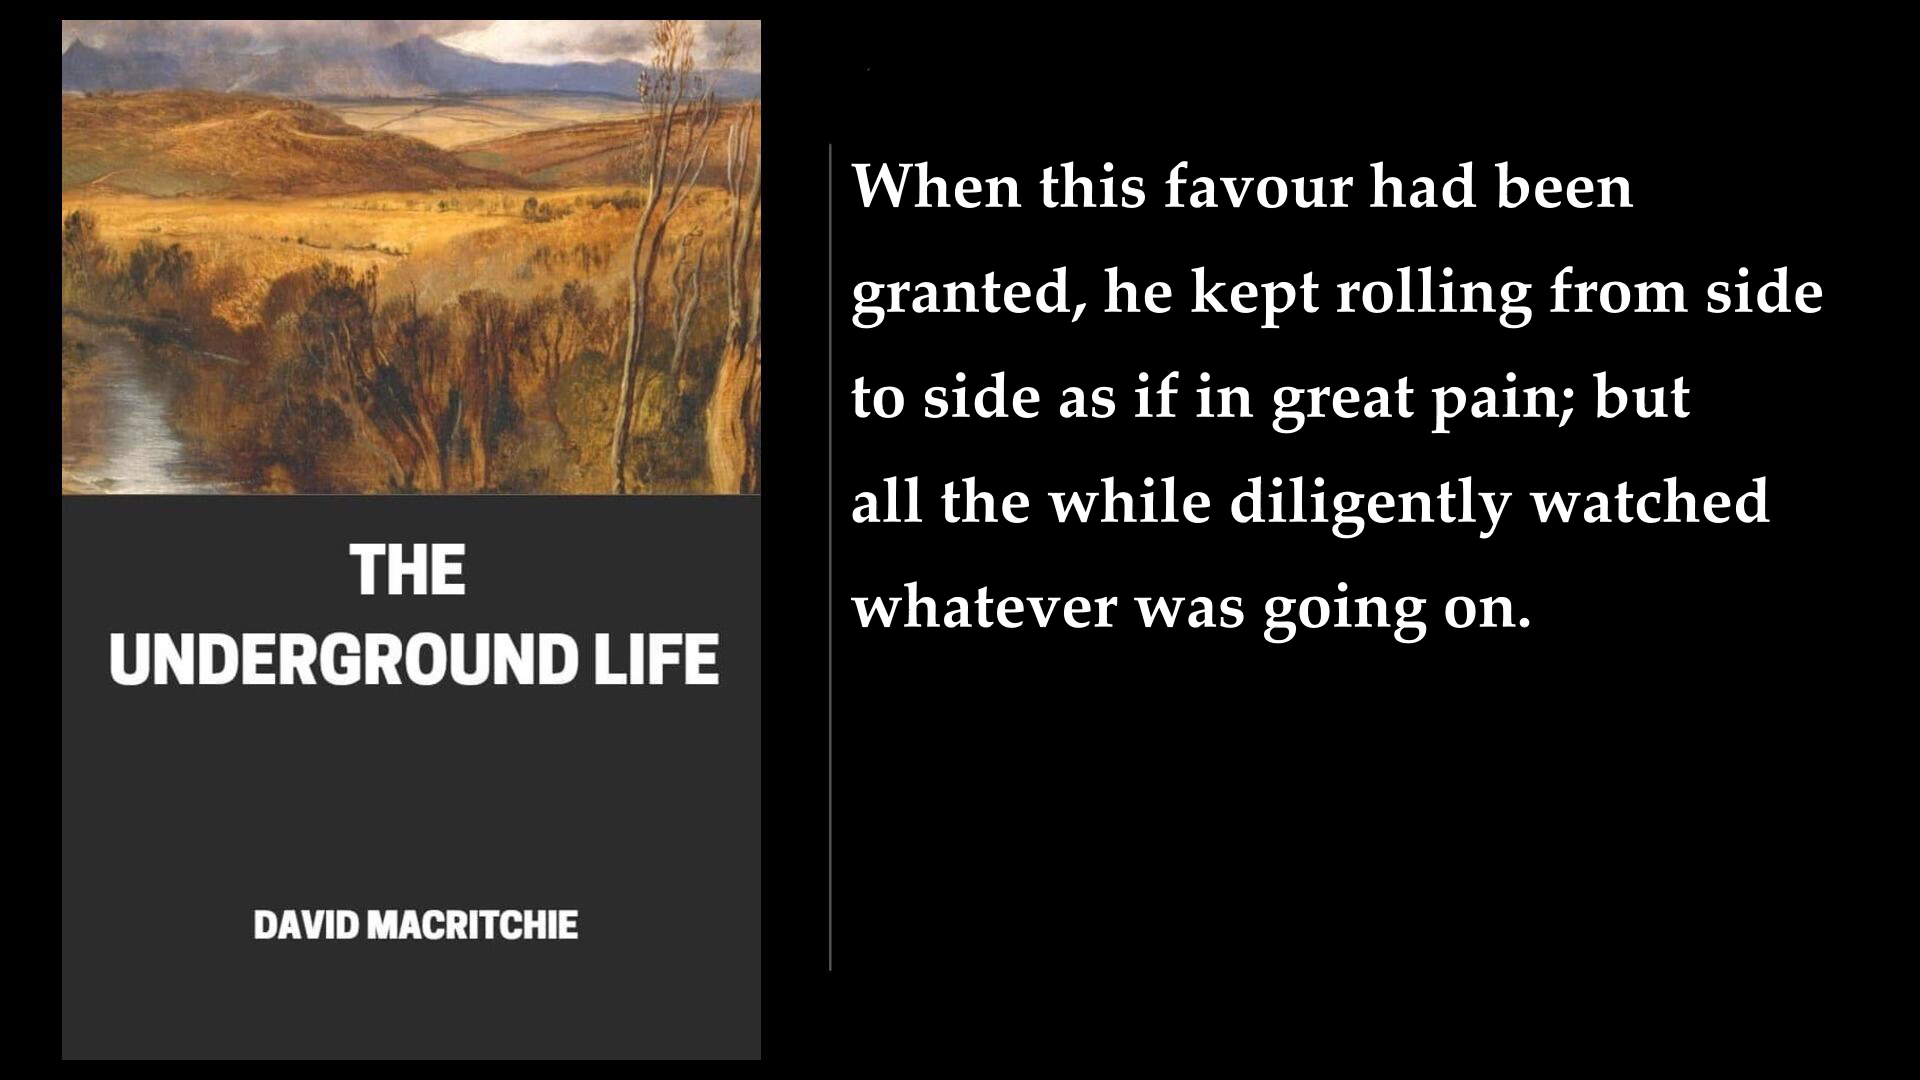 THE
UNDERGROUND LIFE
DAVID MACRITCHIE
When this favour had been
granted, he kept rolling from side
to side as if in great pain; but
all the while diligently watched
whatever was going on.